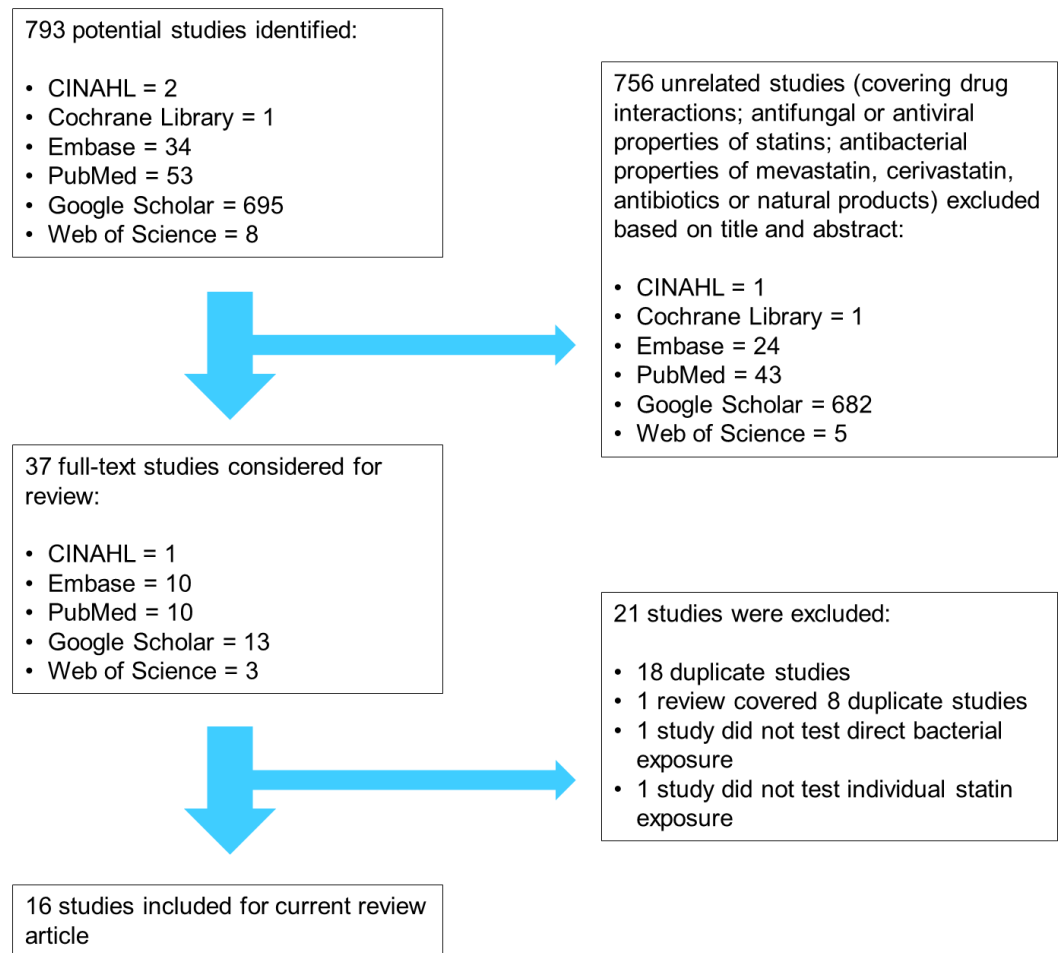 793 potential studies identified:
• CINAHL = 2
• Cochrane Library = 1
• Embase = 34
• PubMed = 53
• Google Scholar = 695
• Web of Science = 8
756 unrelated studies (covering drug
interactions; antifungal or antiviral
properties of statins; antibacterial
properties of mevastatin, cerivastatin,
antibiotics or natural products) excluded
based on title and abstract:
• CINAHL = 1
• Cochrane Library = 1
• Embase = 24
• PubMed = 43
• Google Scholar = 682
• Web of Science = 5
37 full-text studies considered for
review:
• CINAHL = 1
• Embase = 10
• PubMed = 10
• Google Scholar = 13
• Web of Science = 3
21 studies were excluded:
• 18 duplicate studies
• 1 review covered 8 duplicate studies
• 1 study did not test direct bacterial
exposure
• 1 study did not test individual statin
exposure
16 studies included for current review
article